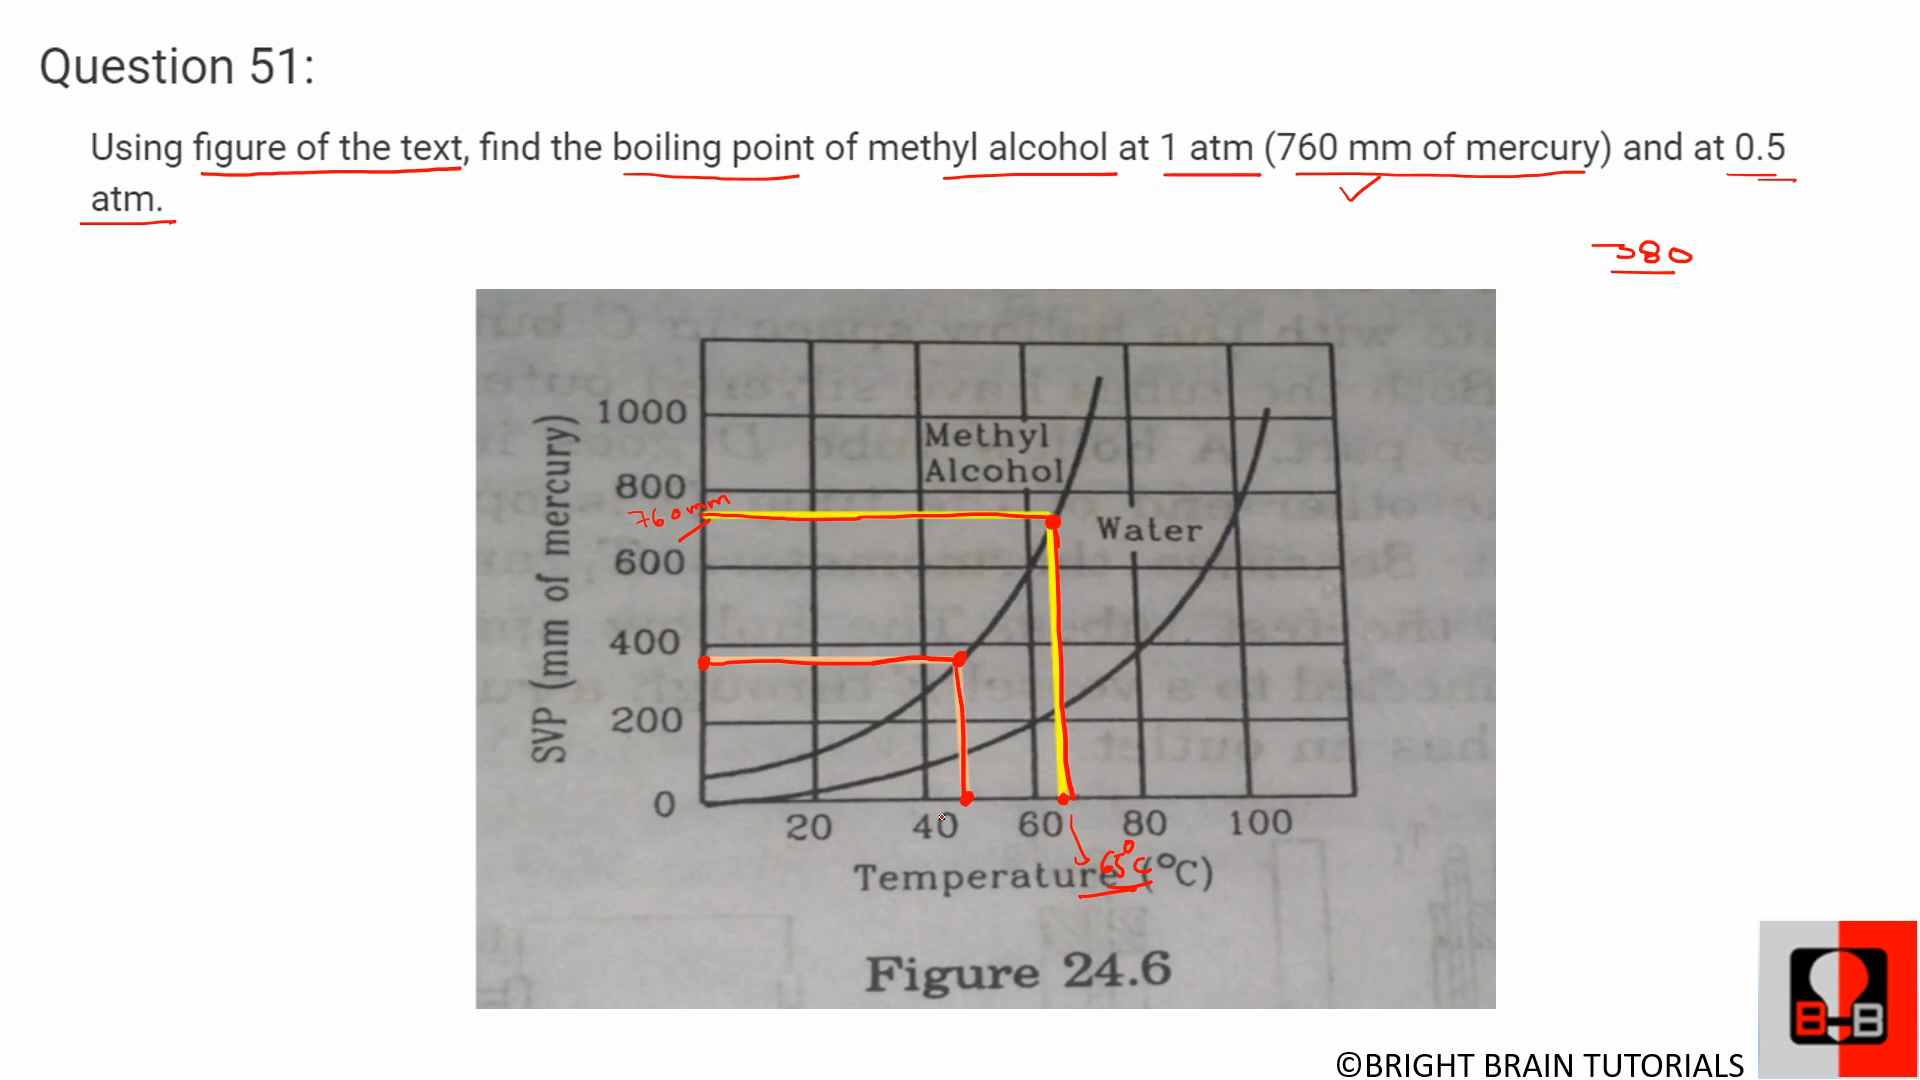 Question 51:
Using figure of the text, find the boiling point of methyl alcohol at 1 atm (760 mm of mercury) and at 0.5
atm.
380
1000
Methyl
Alcohol
800
760mm
Water
600
400
200
0
SVP (mm of mercury)
20 40 60 80 100
65°C
Temperature (°C)
Figure 24.6
B B
©BRIGHT BRAIN TUTORIALS